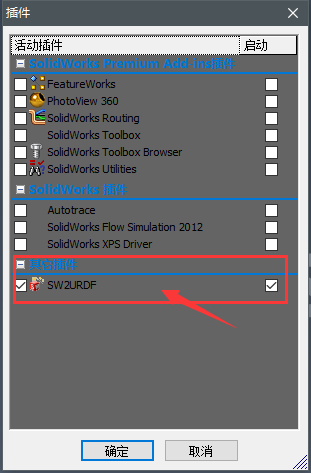 插件
活动插件 启动
SolidWorks Premium Add-ins插件
FeatureWorks
PhotoView 360
SolidWorks Routing
SolidWorks Toolbox
SolidWorks Toolbox Browser
SolidWorks Utilities
SolidWorks 插件
Autotrace
SolidWorks Flow Simulation 2012
SolidWorks XPS Driver
其它插件
SW2URDF
确定 取消